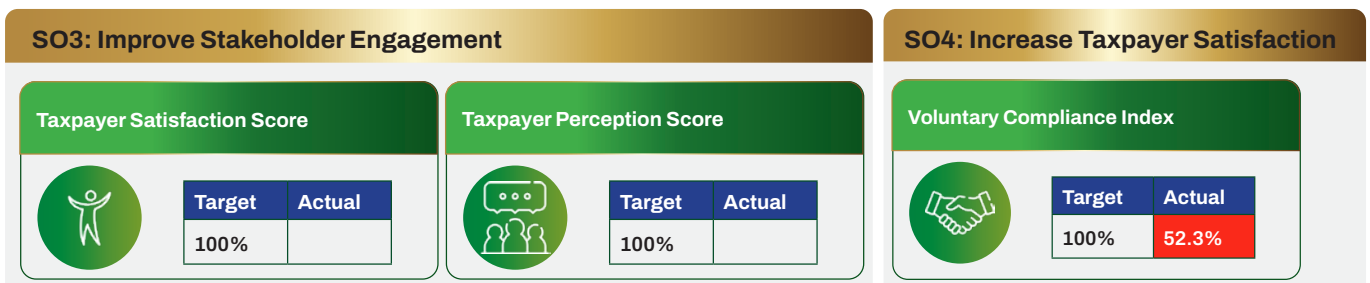 SO3: Improve Stakeholder Engagement
Taxpayer Satisfaction Score
Target Actual
100%
Taxpayer Perception Score
Target Actual
100%
SO4: Increase Taxpayer Satisfaction
Voluntary Compliance Index
Target Actual
100% 52.3%